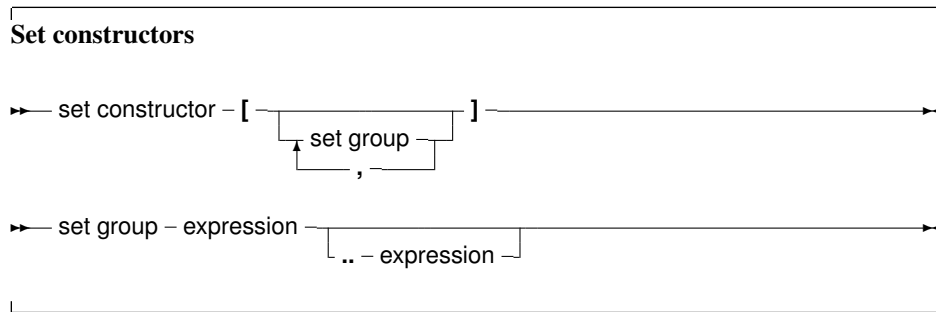 Set constructors
set constructor – [ ]
set group
,
set group – expression
.. – expression